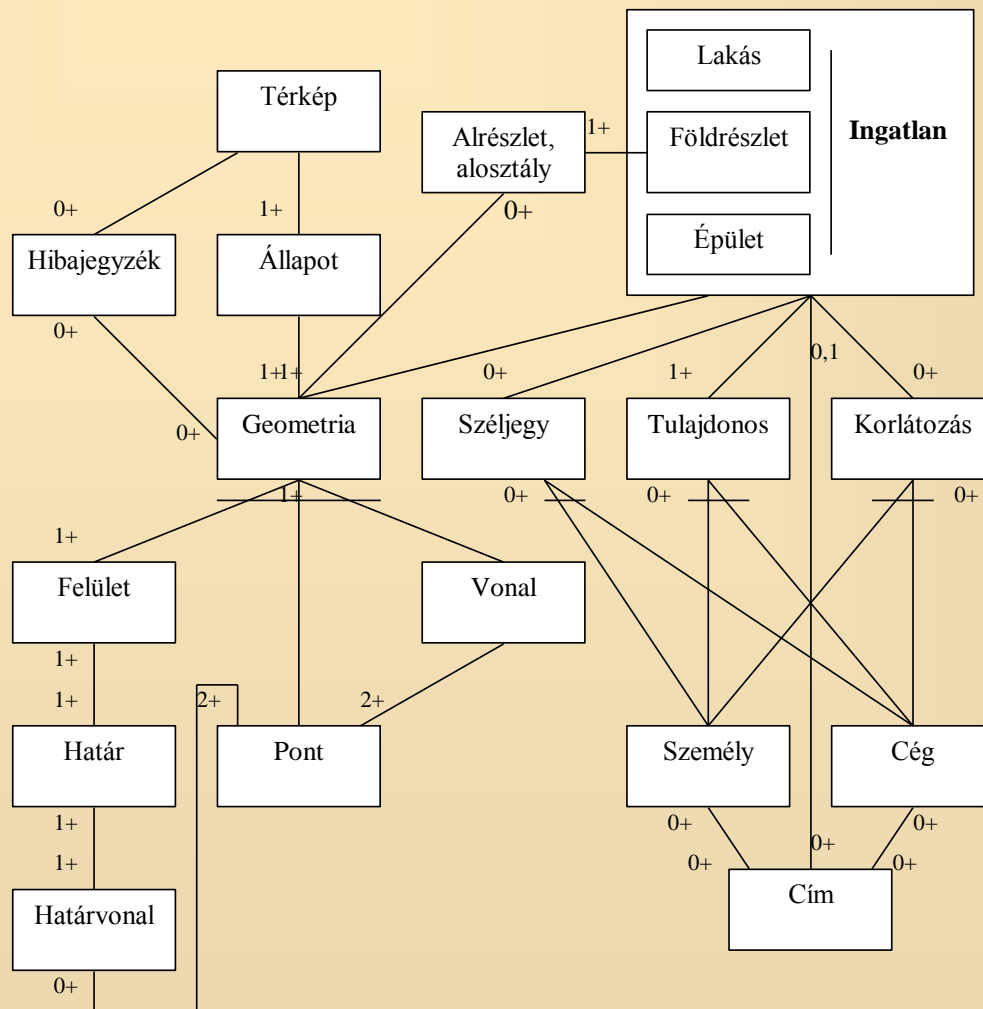 Lakás
Térkép
Alrészlet,
alosztály
1+
Földrészlet
Ingatlan
0+
1+
0+
Hibajegyzék
Állapot
Épület
0+
0,1
1+
1+
0+
1+
0+
0+
Geometria
Széljegy
Tulajdonos
Korlátozás
1+
0+
0+
0+
1+
Felület
Vonal
1+
1+
2+
2+
Határ
Pont
Személy
Cég
1+
0+
0+
1+
0+
0+
0+
Határvonal
Cím
0+